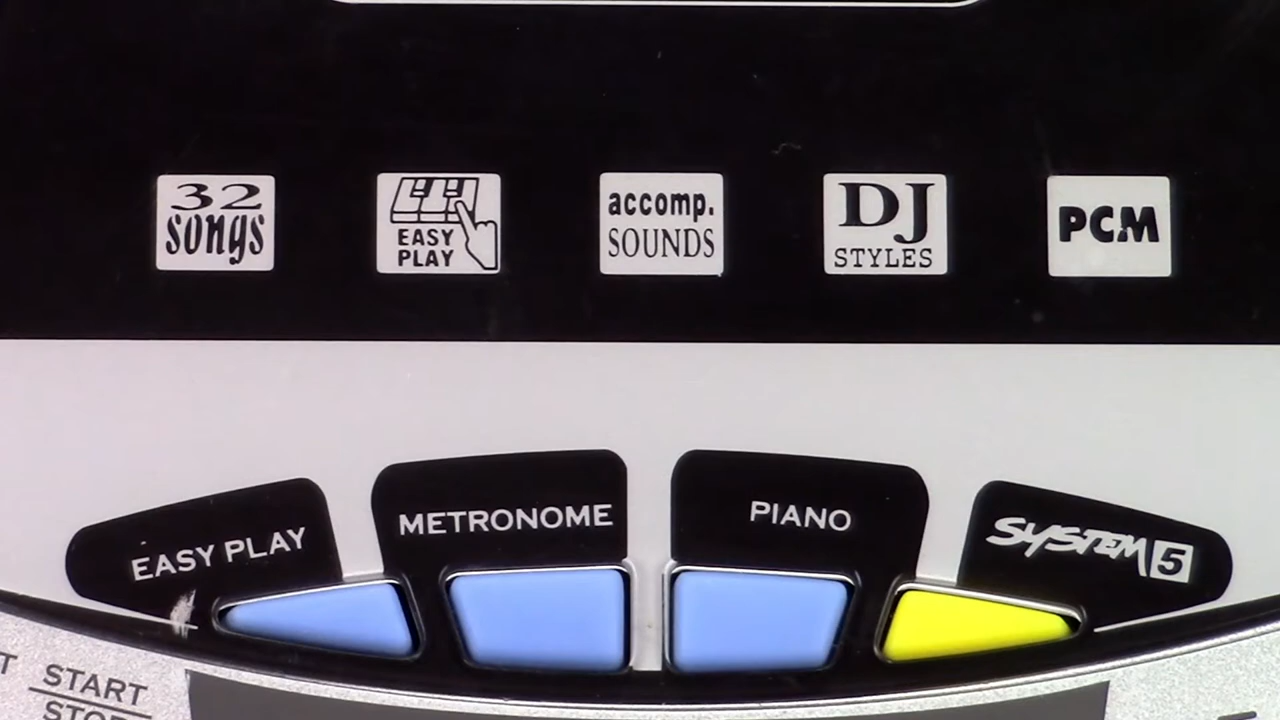 32
songs
EASY
PLAY
accomp.
SOUNDS
DJ
STYLES
PCM
EASY PLAY
METRONOME
PIANO
SYSTEM 5
START